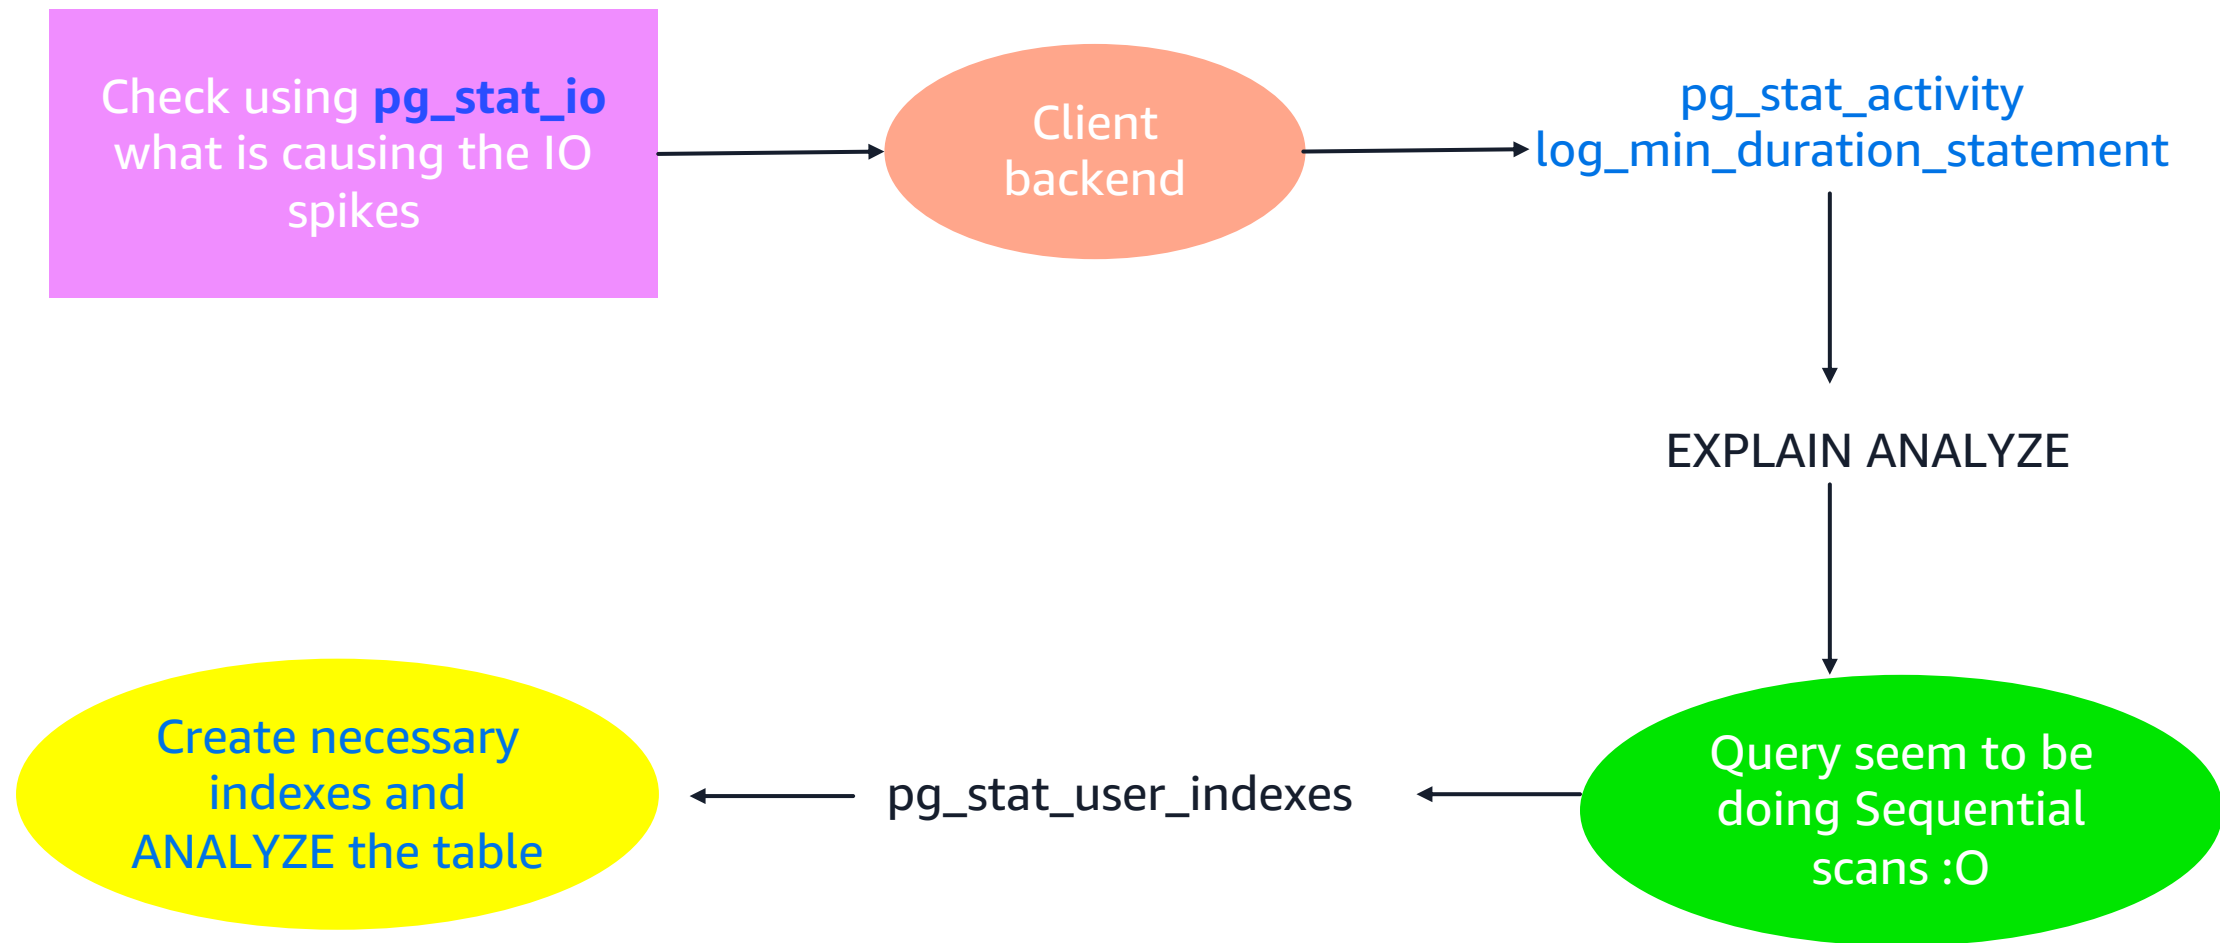 Check using pg_stat_io
what is causing the IO
spikes
Client
backend
pg_stat_activity
log_min_duration_statement
EXPLAIN ANALYZE
Query seem to be
doing Sequential
scans :O
pg_stat_user_indexes
Create necessary
indexes and
ANALYZE the table